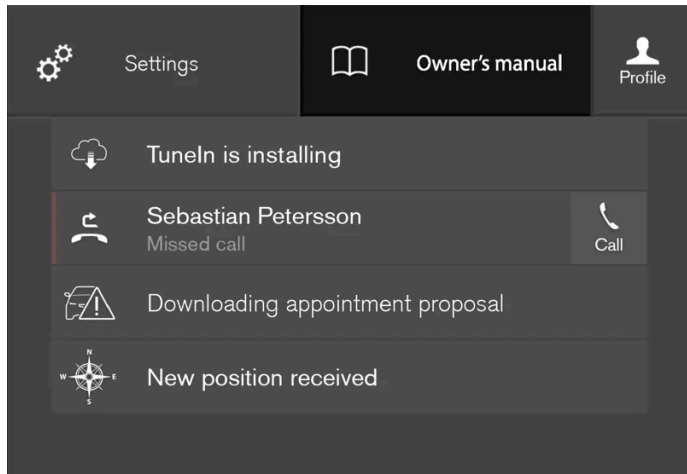 Settings
Owner's manual
Profile
TuneIn is installing
Sebastian Petersson
Missed call
Call
Downloading appointment proposal
N
W E
S
New position received